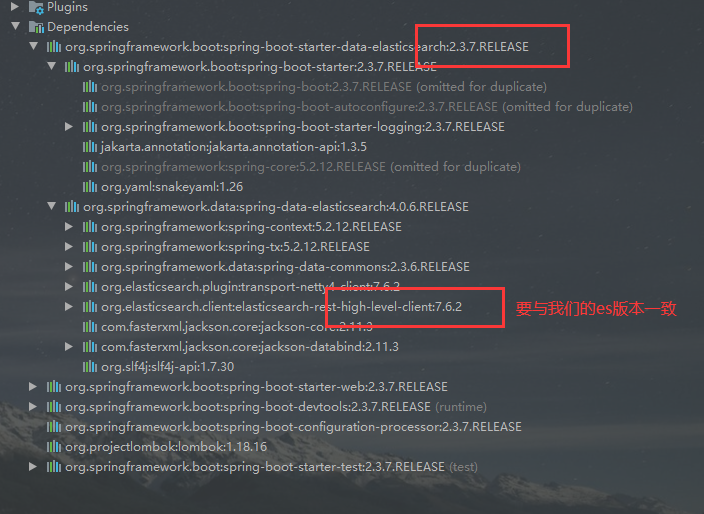 Plugins
Dependencies
org.springframework.boot:spring-boot-starter-data-elasticsearch:2.3.7.RELEASE
org.springframework.boot:spring-boot-starter:2.3.7.RELEASE
org.springframework.boot:spring-boot:2.3.7.RELEASE (omitted for duplicate)
org.springframework.boot:spring-boot-autoconfigure:2.3.7.RELEASE (omitted for duplicate)
org.springframework.boot:spring-boot-starter-logging:2.3.7.RELEASE
jakarta.annotation:jakarta.annotation-api:1.3.5
org.springframework:spring-core:5.2.12.RELEASE (omitted for duplicate)
org.yaml:snakeyaml:1.26
org.springframework.data:spring-data-elasticsearch:4.0.6.RELEASE
org.springframework:spring-context:5.2.12.RELEASE
org.springframework:spring-tx:5.2.12.RELEASE
org.springframework.data:spring-data-commons:2.3.6.RELEASE
org.elasticsearch.plugin:transport-netty4-client:7.6.2
org.elasticsearch.client:elasticsearch-rest-high-level-client:7.6.2 要与我们的es版本一致
com.fasterxml.jackson.core:jackson-core:2.11.3
com.fasterxml.jackson.core:jackson-databind:2.11.3
org.slf4j:slf4j-api:1.7.30
org.springframework.boot:spring-boot-starter-web:2.3.7.RELEASE
org.springframework.boot:spring-boot-devtools:2.3.7.RELEASE (runtime)
org.springframework.boot:spring-boot-configuration-processor:2.3.7.RELEASE
org.projectlombok:lombok:1.18.16
org.springframework.boot:spring-boot-starter-test:2.3.7.RELEASE (test)